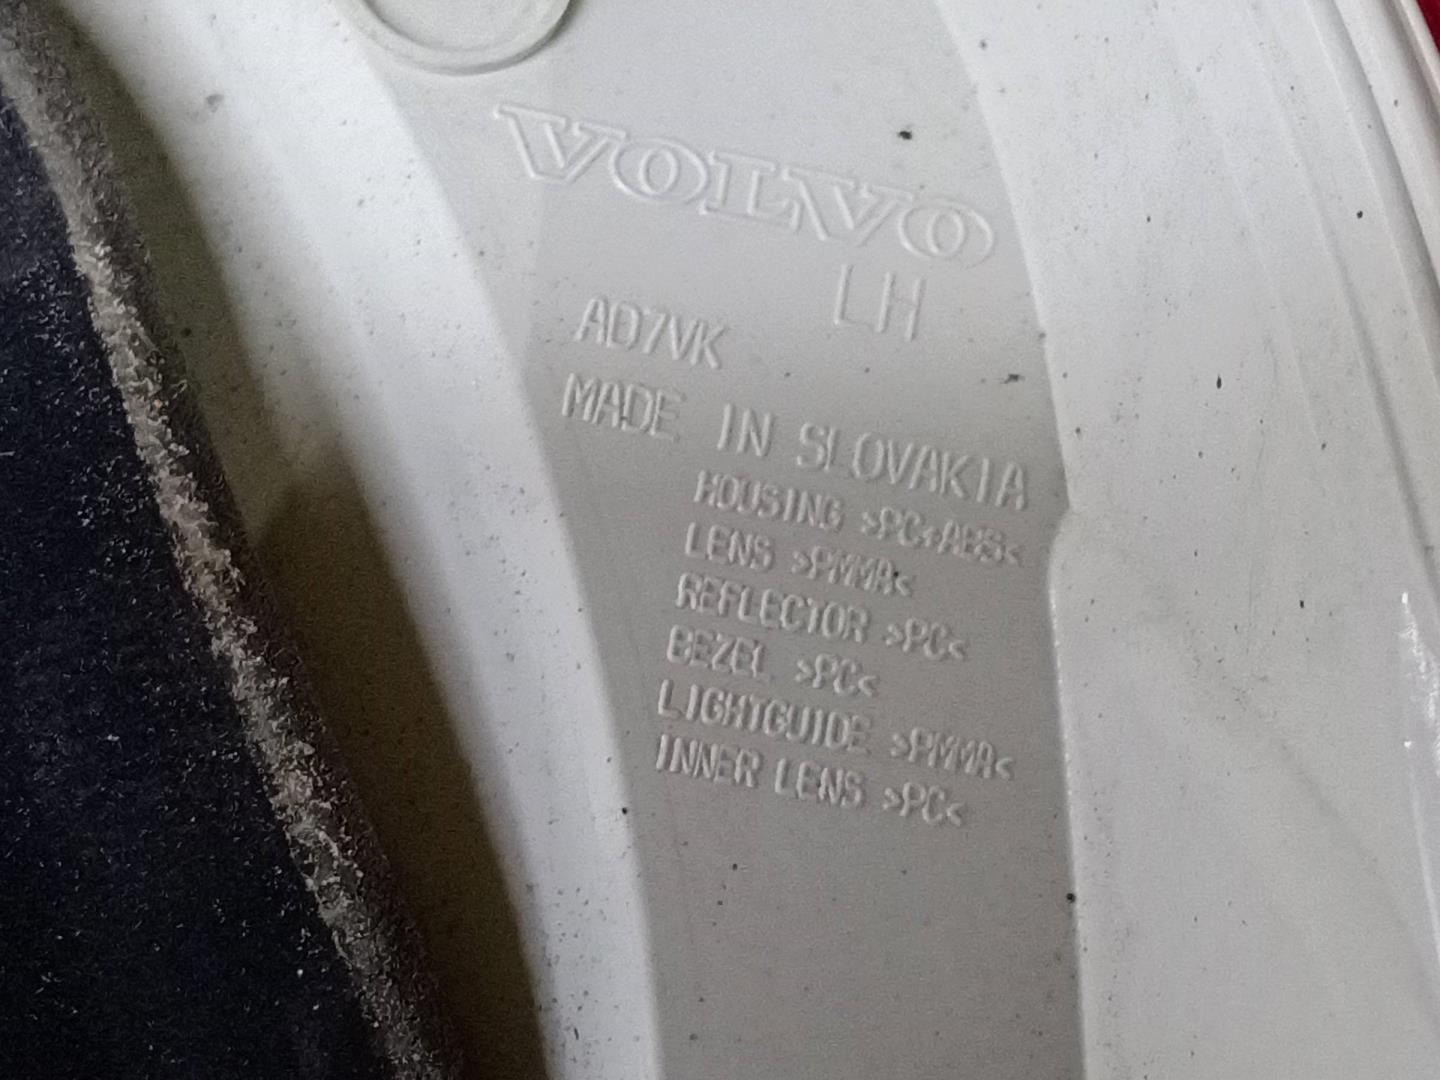 VOLVO
LH
AD7VK
MADE IN SLOVAKIA
HOUSING >PC+ABS<
LENS >PMMA<
REFLECTOR >PC<
BEZEL >PC<
LIGHTGUIDE >PMMA<
INNER LENS >PC<